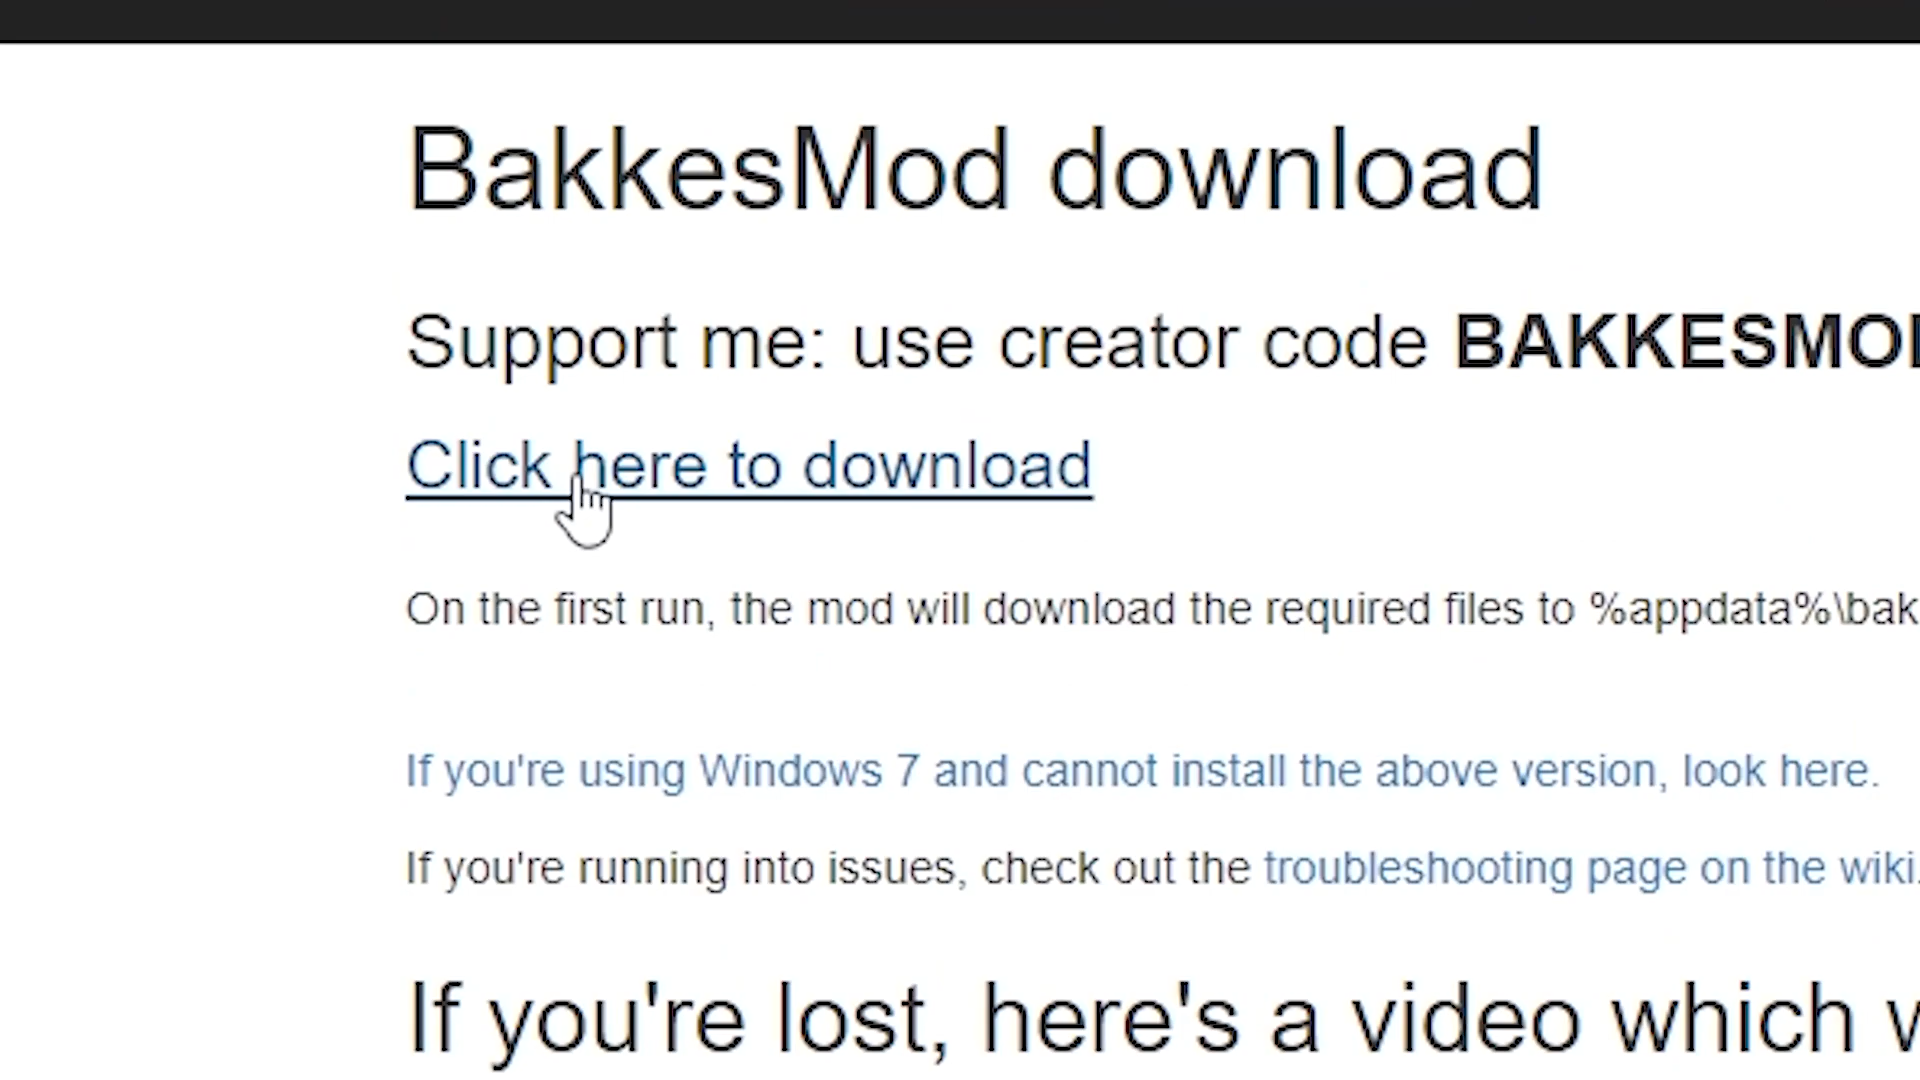 BakkesMod download
Support me: use creator code BAKKESMO
Click here to download
On the first run, the mod will download the required files to %appdata%\bak
If you're using Windows 7 and cannot install the above version, look here.
If you're running into issues, check out the troubleshooting page on the wiki.
If you're lost, here's a video which